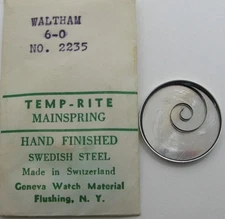 WALTHAM
6-0
NO. 2235
TEMP-RITE
MAINSPRING
HAND FINISHED
SWEDISH STEEL
Made in Switzerland
Geneva Watch Material
Flushing, N. Y.